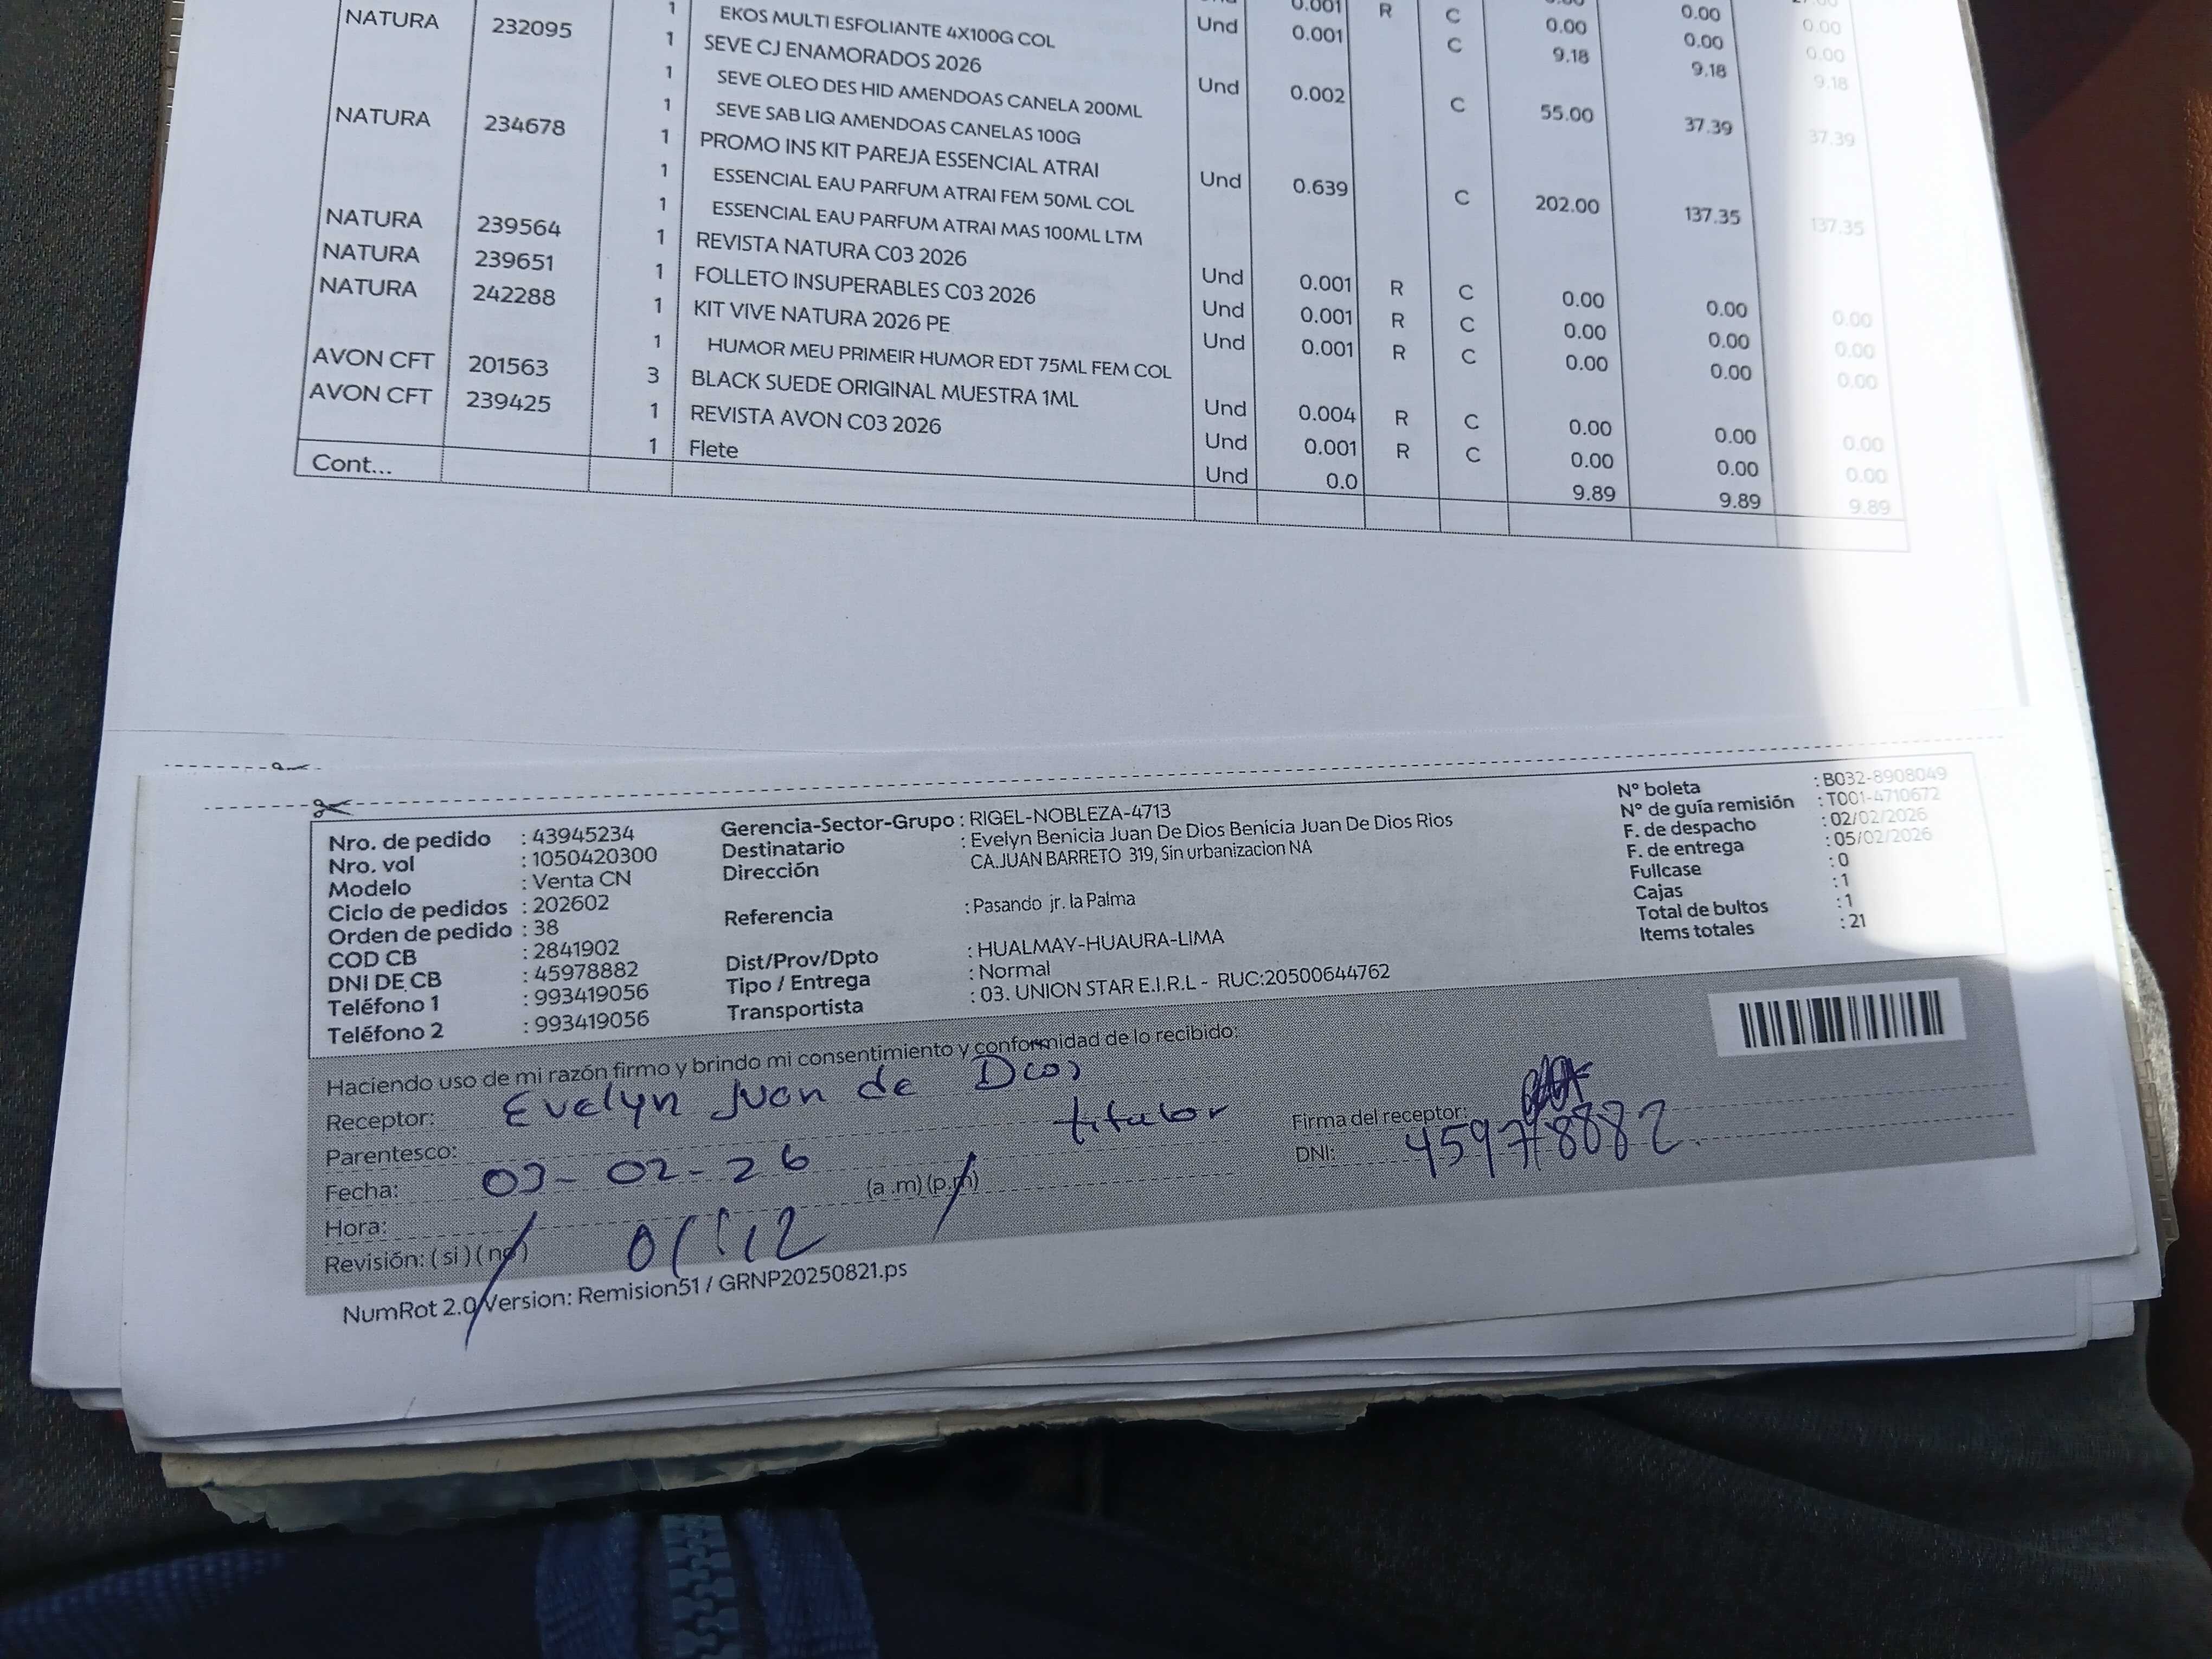 NATURA 232095 1 EKOS MULTI ESFOLIANTE 4X100G COL Und 0.001 R C 0.00 0.00 0.00
1 SEVE CJ ENAMORADOS 2026 Und 0.001 C 9.18 9.18 9.18
1 SEVE OLEO DES HID AMENDOAS CANELA 200ML Und 0.002 C 55.00 37.39 37.39
1 SEVE SAB LIQ AMENDOAS CANELAS 100G
NATURA 234678 1 PROMO INS KIT PAREJA ESSENCIAL ATRAI Und 0.639 C 202.00 137.35 137.35
1 ESSENCIAL EAU PARFUM ATRAI FEM 50ML COL
1 ESSENCIAL EAU PARFUM ATRAI MAS 100ML LTM
NATURA 239564 1 REVISTA NATURA C03 2026 Und 0.001 R C 0.00 0.00 0.00
NATURA 239651 1 FOLLETO INSUPERABLES C03 2026 Und 0.001 R C 0.00 0.00 0.00
NATURA 242288 1 KIT VIVE NATURA 2026 PE Und 0.001 R C 0.00 0.00 0.00
1 HUMOR MEU PRIMEIR HUMOR EDT 75ML FEM COL
AVON CFT 201563 3 BLACK SUEDE ORIGINAL MUESTRA 1ML Und 0.004 R C 0.00 0.00 0.00
AVON CFT 239425 1 REVISTA AVON C03 2026 Und 0.001 R C 0.00 0.00 0.00
1 Flete Und 0.0 9.89 9.89 9.89
Cont...
Nro. de pedido : 43945234
Nro. vol : 1050420300
Modelo : Venta CN
Ciclo de pedidos : 202602
Orden de pedido : 38
COD CB : 2841902
DNI DE CB : 45978882
Teléfono 1 : 993419056
Teléfono 2 : 993419056
Gerencia-Sector-Grupo : RIGEL-NOBLEZA-4713
Destinatario : Evelyn Benicia Juan De Dios Benicia Juan De Dios Rios
Dirección CA.JUAN BARRETO 319, Sin urbanizacion NA
Referencia : Pasando jr. la Palma
Dist/Prov/Dpto : HUALMAY-HUAURA-LIMA
Tipo / Entrega : Normal
Transportista : 03. UNION STAR E.I.R.L - RUC:20500644762
N° boleta : B032-8908049
N° de guía remisión : T001-4710672
F. de despacho : 02/02/2026
F. de entrega : 05/02/2026
Fullcase : 0
Cajas : 1
Total de bultos : 1
Items totales : 21
Haciendo uso de mi razón firmo y brindo mi consentimiento y conformidad de lo recibido:
Receptor: Evelyn Juan de Dios
Parentesco: titular
Fecha: 03-02-26
Hora: 01:12 (a .m) (p.m)
Revisión: ( si ) ( no )
Firma del receptor:
DNI: 45978882
NumRot 2.0 Version: Remision51 / GRNP20250821.ps